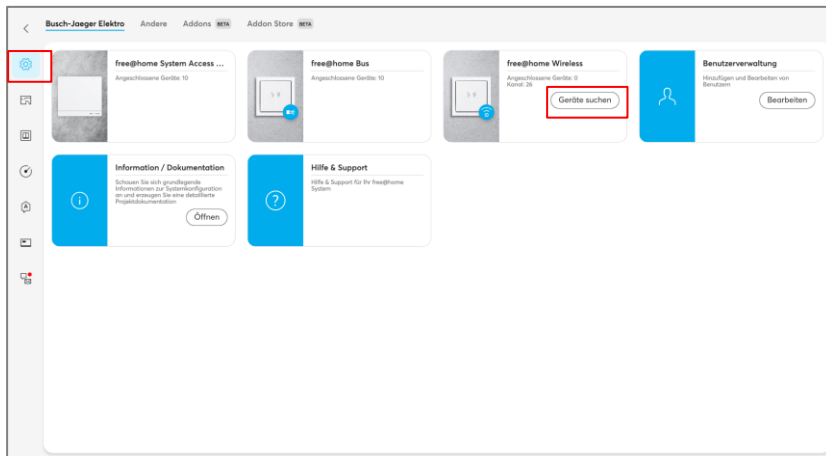 Busch-Jaeger Elektro Andere Addons BETA Addon Store BETA
free@home System Access ...
Angeschlossene Geräte: 10
free@home Bus
Angeschlossene Geräte: 10
free@home Wireless
Angeschlossene Geräte: 0
Kanal: 26
Geräte suchen
Benutzerverwaltung
Hinzufügen und Bearbeiten von
Benutzern
Bearbeiten
Information / Dokumentation
Schauen Sie sich grundlegende
Informationen zur Systemkonfiguration
an und erzeugen Sie eine detaillierte
Projektdokumentation
Öffnen
Hilfe & Support
Hilfe & Support für Ihr free@home
System